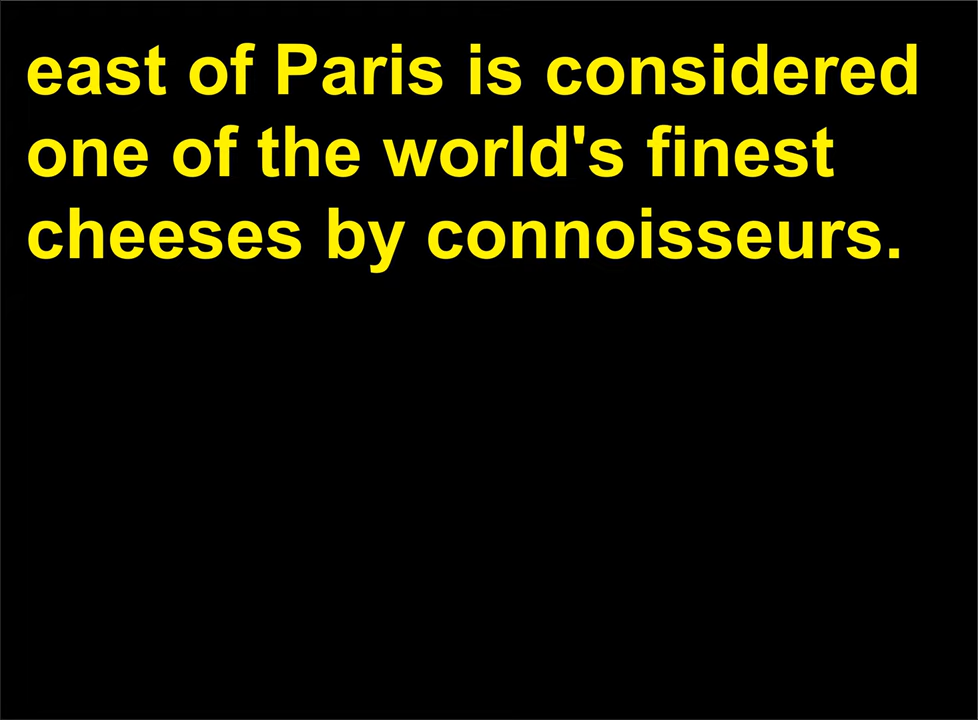 east of Paris is considered
one of the world's finest
cheeses by connoisseurs.